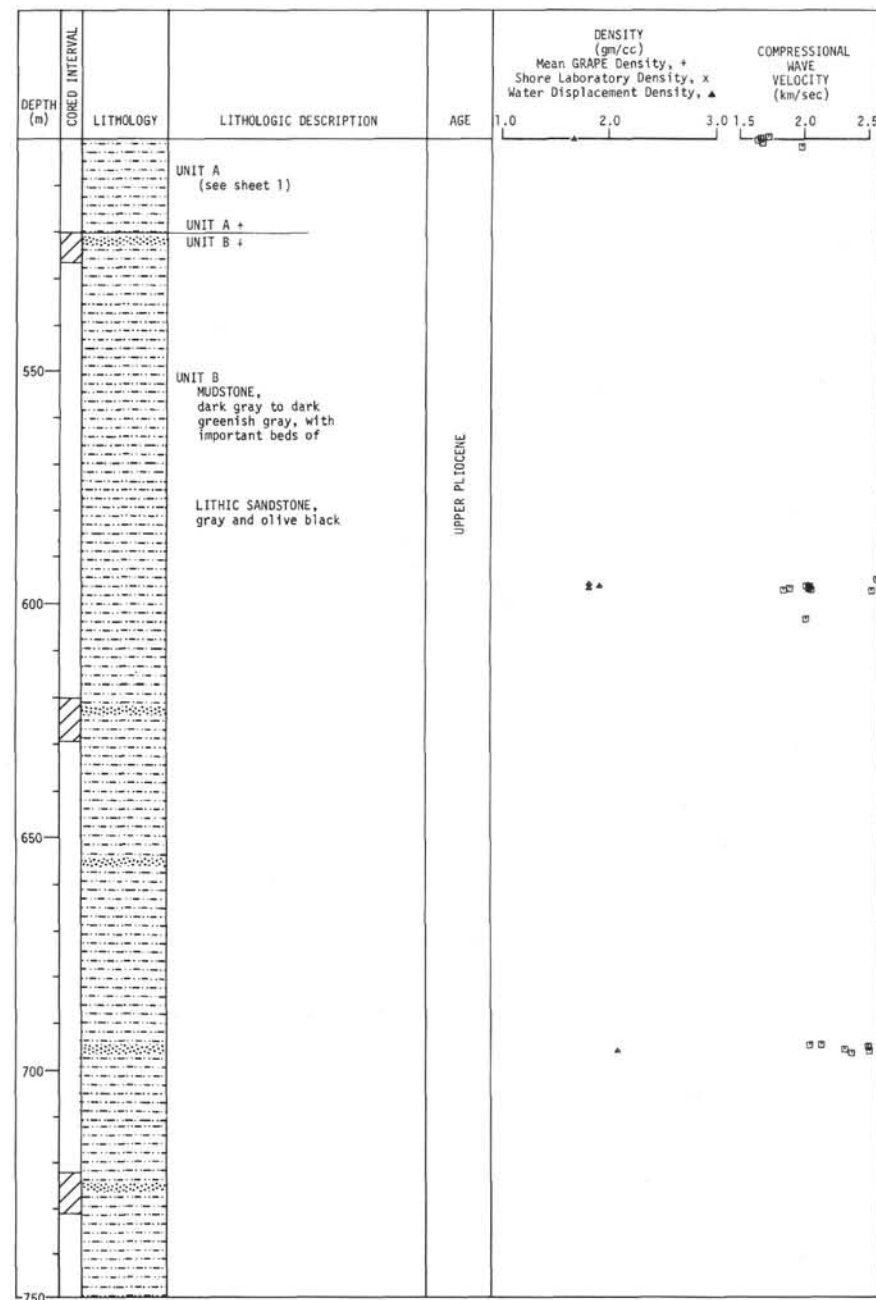 DEPTH
(m)
CORED INTERVAL
LITHOLOGY
LITHOLOGIC DESCRIPTION
AGE
DENSITY
(gm/cc)
Mean GRAPE Density, +
Shore Laboratory Density, x
Water Displacement Density, ▲
1.0 2.0 3.0
COMPRESSIONAL
WAVE
VELOCITY
(km/sec)
1.5 2.0 2.5
UNIT A
(see sheet 1)
UNIT A ↑
UNIT B ↓
550
UNIT B
MUDSTONE,
dark gray to dark
greenish gray, with
important beds of
LITHIC SANDSTONE,
gray and olive black
UPPER PLIOCENE
600
650
700
750